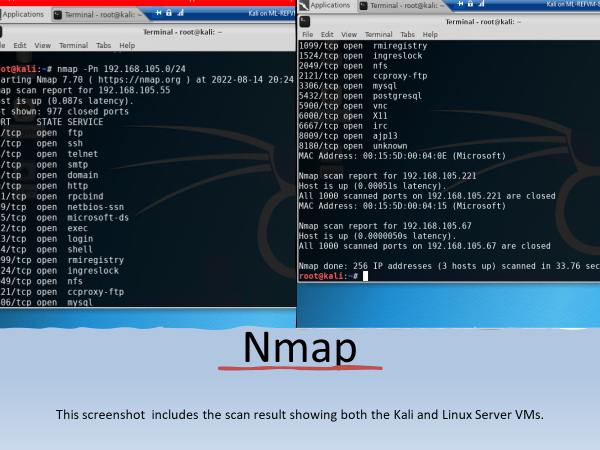 Applications
Terminal - root@kali:
Kali on ML-REFV
Terminal - root@kali:
le Edit View Terminal Tabs Help
ot@kali:~# nmap -Pn 192.168.105.0/24
arting Nmap 7.70 ( https://nmap.org ) at 2022-08-14 20:24
ap scan report for 192.168.105.55
st is up (0.087s latency).
t shown: 977 closed ports
RT STATE SERVICE
/tcp open ftp
/tcp open ssh
/tcp open telnet
/tcp open smtp
/tcp open domain
/tcp open http
1/tcp open rpcbind
9/tcp open netbios-ssn
5/tcp open microsoft-ds
2/tcp open exec
3/tcp open login
4/tcp open shell
99/tcp open rmiregistry
24/tcp open ingreslock
49/tcp open nfs
21/tcp open ccproxy-ftp
06/tcp open mysql
Applications
Terminal - root@kali:
Kali on ML-REFVM-
Terminal - root@kali: ~
File Edit View Terminal Tabs Help
1099/tcp open rmiregistry
1524/tcp open ingreslock
2049/tcp open nfs
2121/tcp open ccproxy-ftp
3306/tcp open mysql
5432/tcp open postgresql
5900/tcp open vnc
6000/tcp open X11
6667/tcp open irc
8009/tcp open ajp13
8180/tcp open unknown
MAC Address: 00:15:5D:00:04:0E (Microsoft)
Nmap scan report for 192.168.105.221
Host is up (0.00051s latency).
All 1000 scanned ports on 192.168.105.221 are closed
MAC Address: 00:15:5D:00:04:15 (Microsoft)
Nmap scan report for 192.168.105.67
Host is up (0.0000050s latency).
All 1000 scanned ports on 192.168.105.67 are closed
Nmap done: 256 IP addresses (3 hosts up) scanned in 33.76 sec
root@kali:~#
Nmap
This screenshot includes the scan result showing both the Kali and Linux Server VMs.